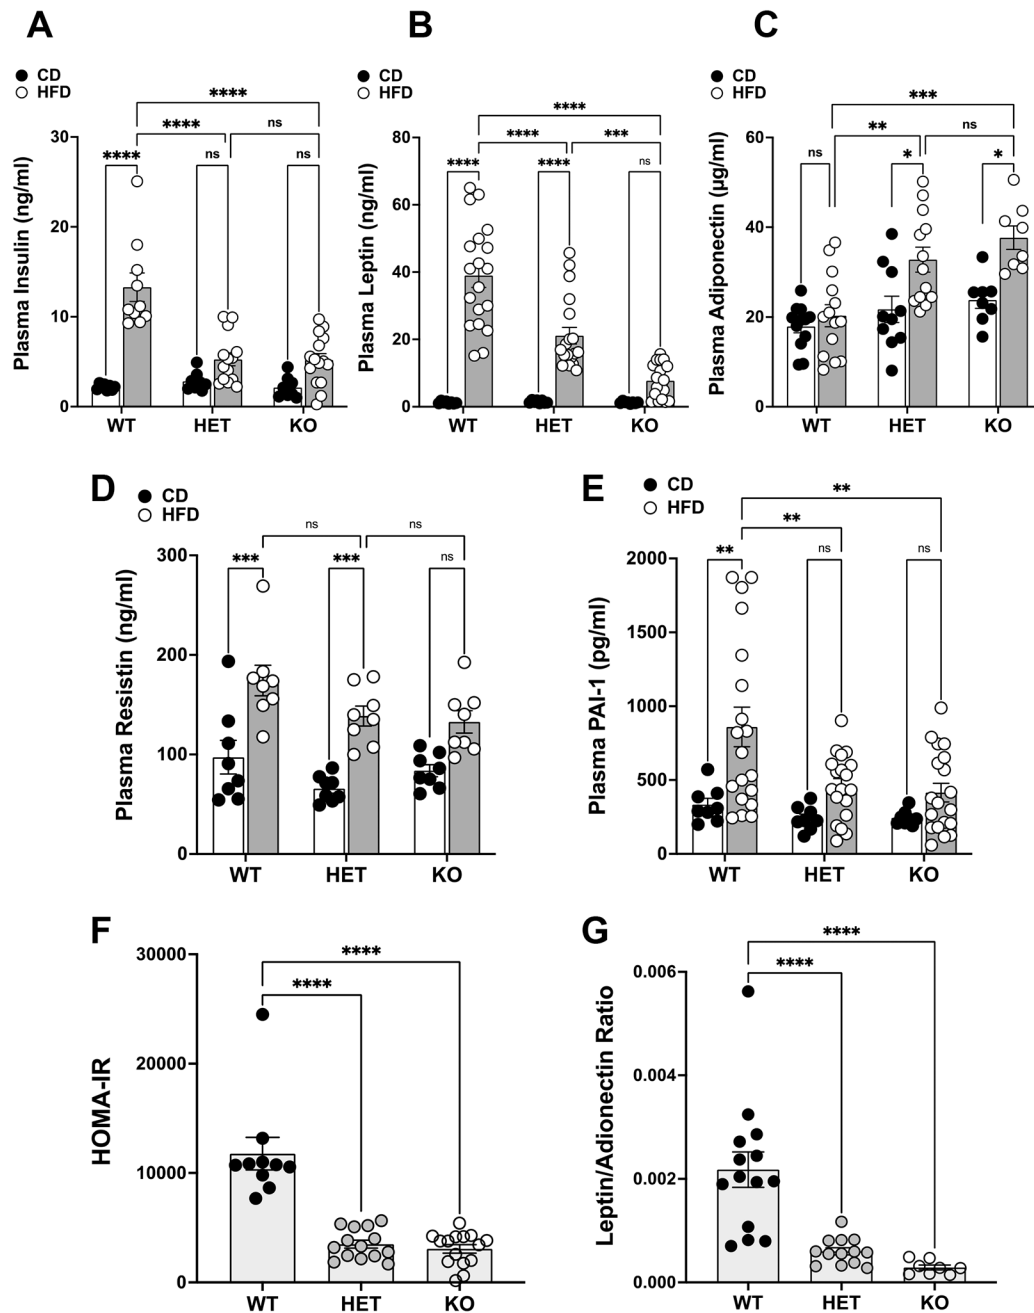 A
CD
HFD
Plasma Insulin (ng/ml)
30
20
10
0
****
****
ns
****
ns
ns
WT
HET
KO
B
CD
HFD
Plasma Leptin (ng/ml)
80
60
40
20
0
****
****
***
****
****
ns
WT
HET
KO
C
CD
HFD
Plasma Adiponectin (µg/ml)
60
40
20
0
***
**
ns
ns
*
*
WT
HET
KO
D
CD
HFD
Plasma Resistin (ng/ml)
300
200
100
0
ns
ns
***
***
ns
WT
HET
KO
E
CD
HFD
Plasma PAI-1 (pg/ml)
2000
1500
1000
500
0
**
**
**
ns
ns
WT
HET
KO
F
HOMA-IR
30000
20000
10000
0
****
****
WT
HET
KO
G
Leptin/Adionectin Ratio
0.006
0.004
0.002
0.000
****
****
WT
HET
KO